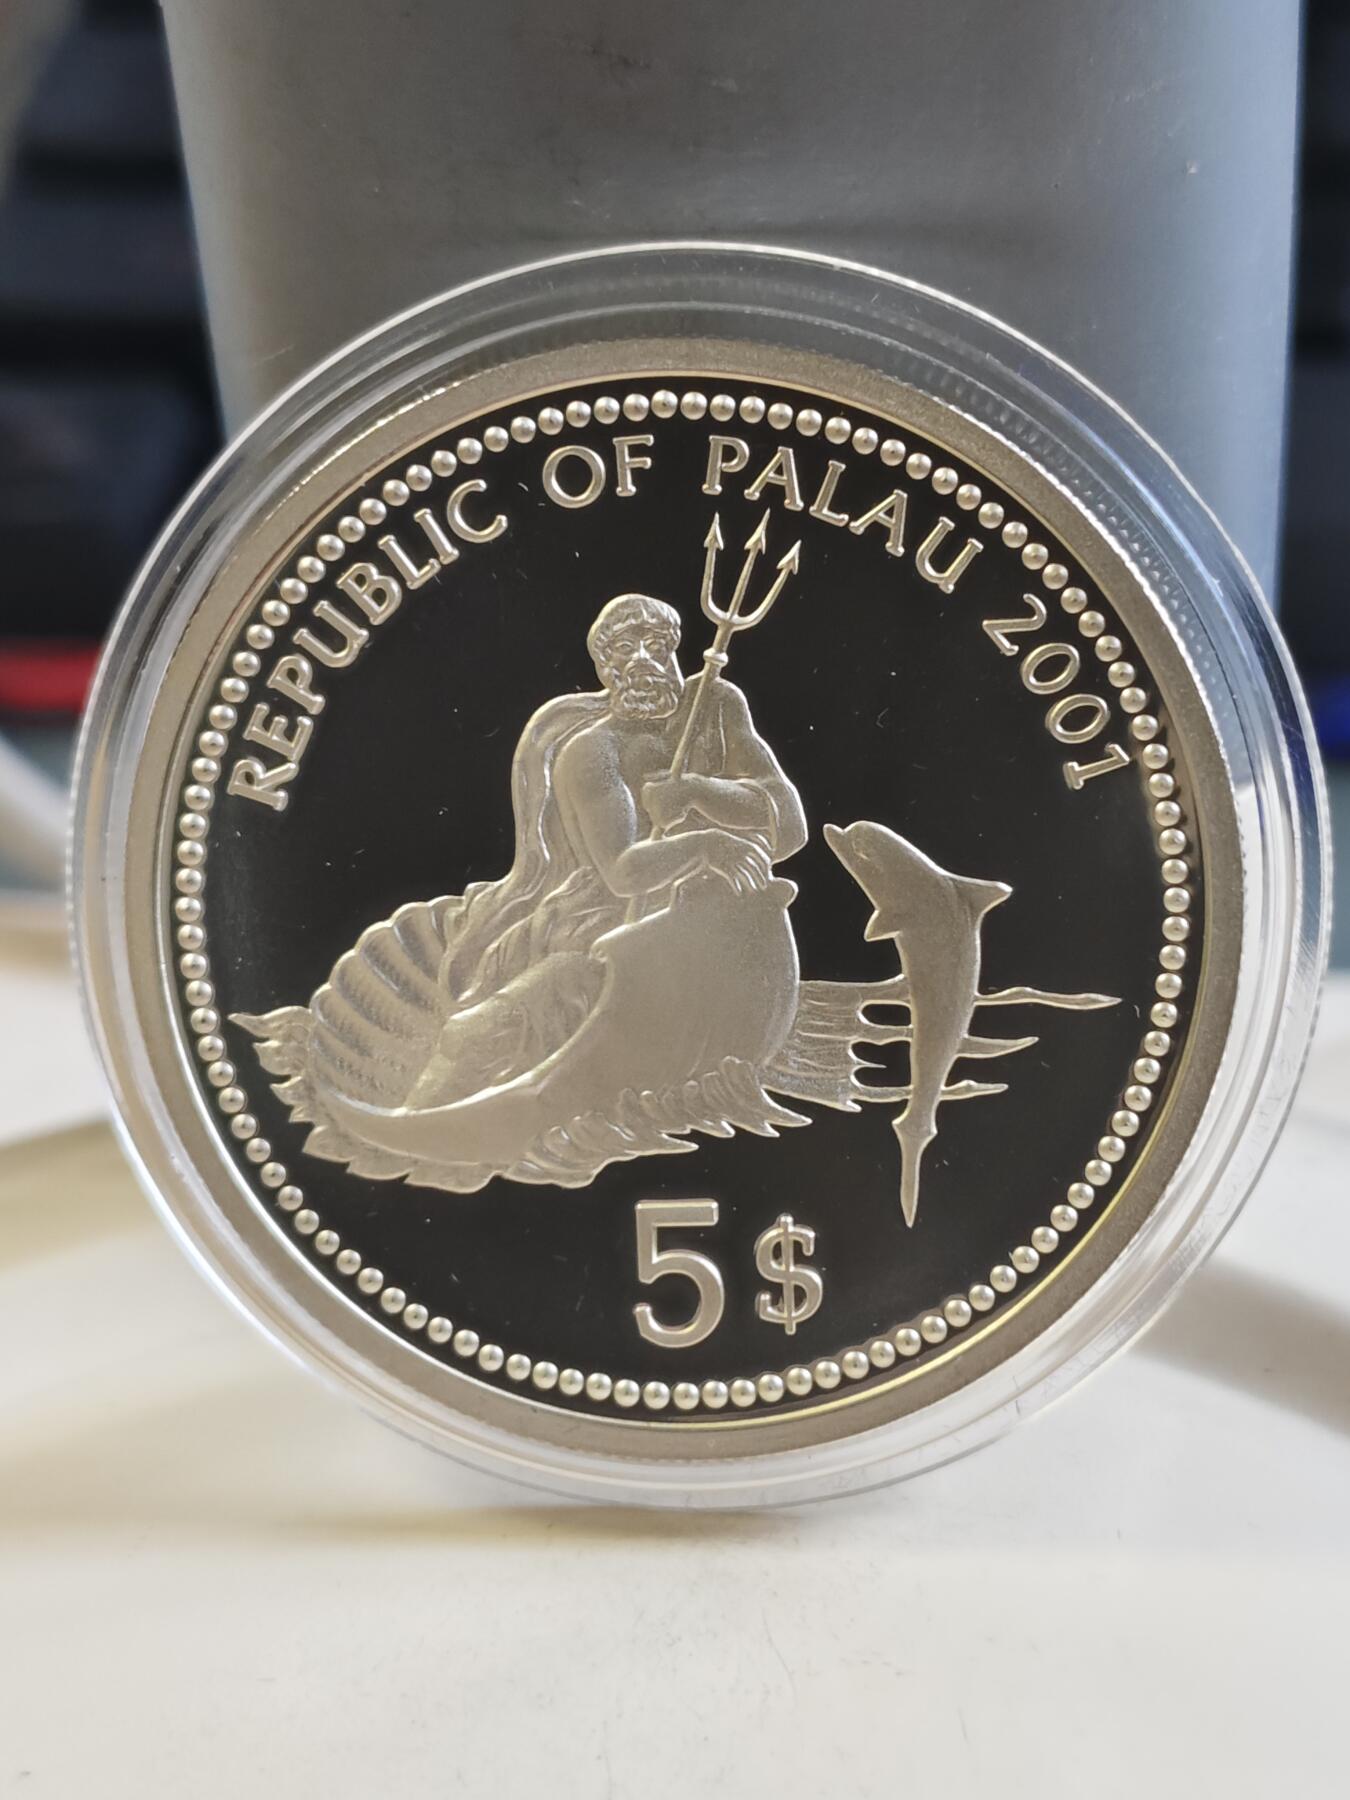 REPUBLIC OF PALAU 2001
5 $